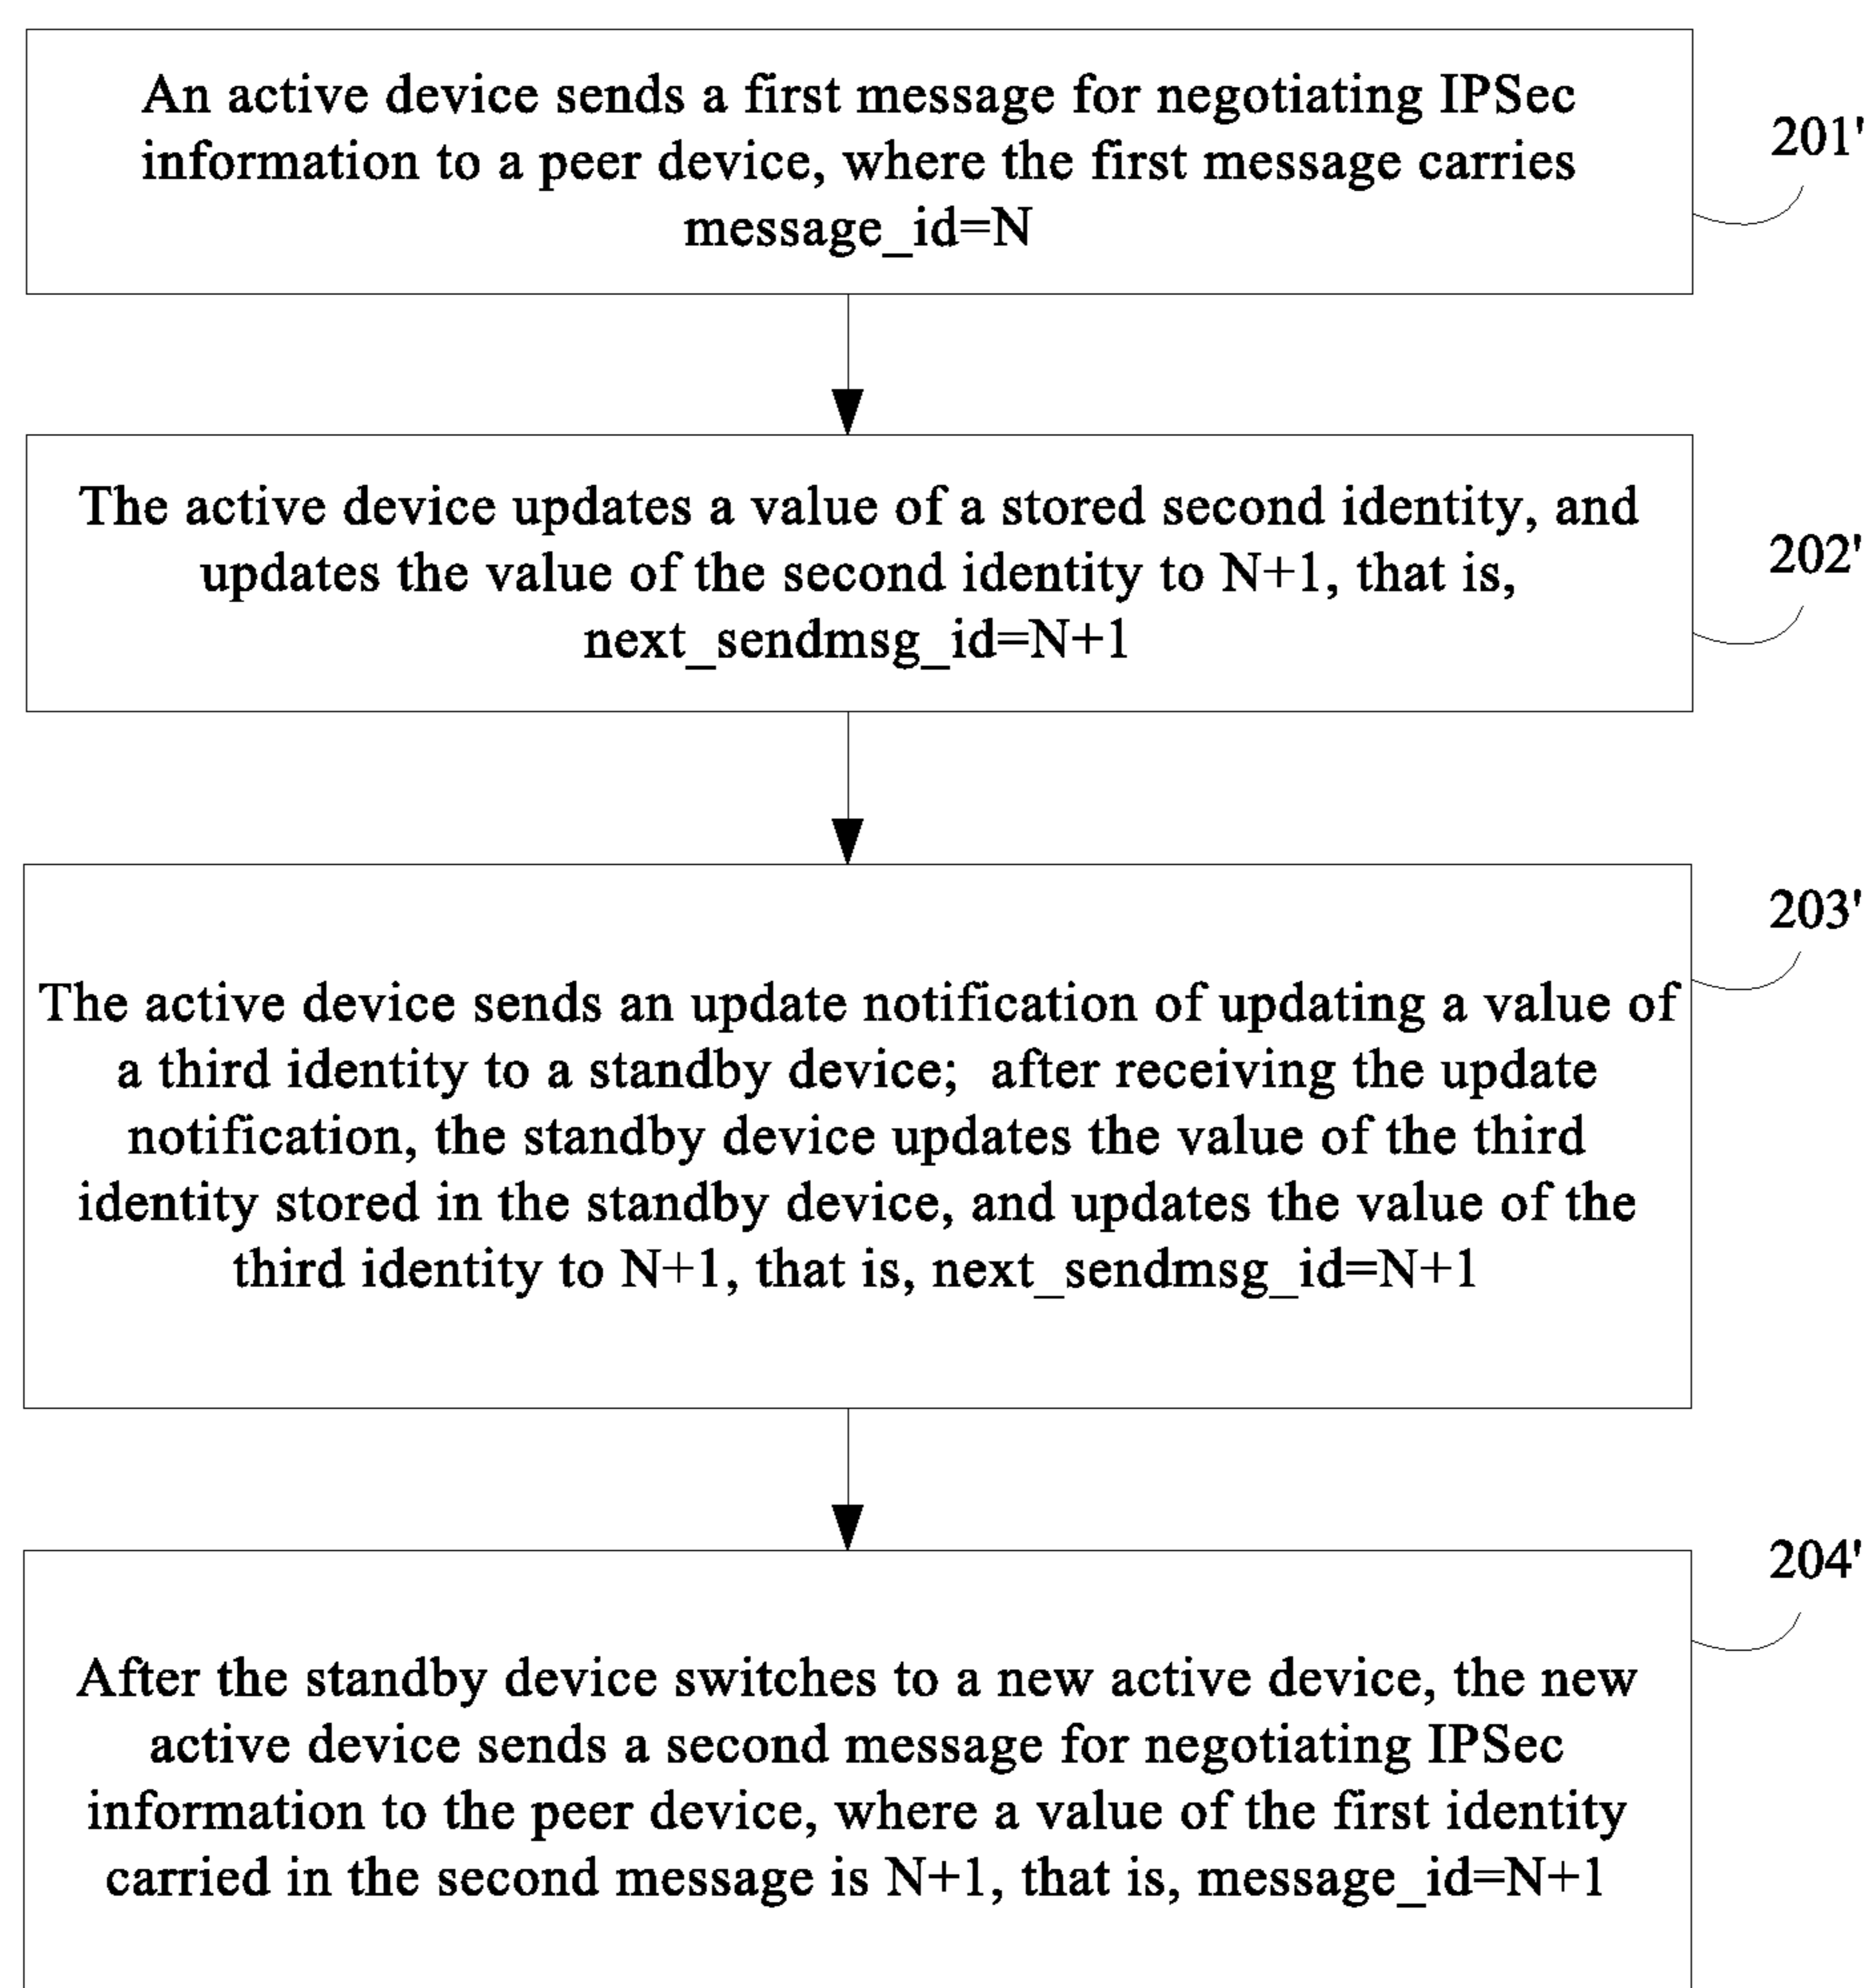 An active device sends a first message for negotiating IPSec
information to a peer device, where the first message carries
message_id=N
201'
The active device updates a value of a stored second identity, and
updates the value of the second identity to N+1, that is,
next_sendmsg_id=N+1
202'
The active device sends an update notification of updating a value of
a third identity to a standby device; after receiving the update
notification, the standby device updates the value of the third
identity stored in the standby device, and updates the value of the
third identity to N+1, that is, next_sendmsg_id=N+1
203'
After the standby device switches to a new active device, the new
active device sends a second message for negotiating IPSec
information to the peer device, where a value of the first identity
carried in the second message is N+1, that is, message_id=N+1
204'